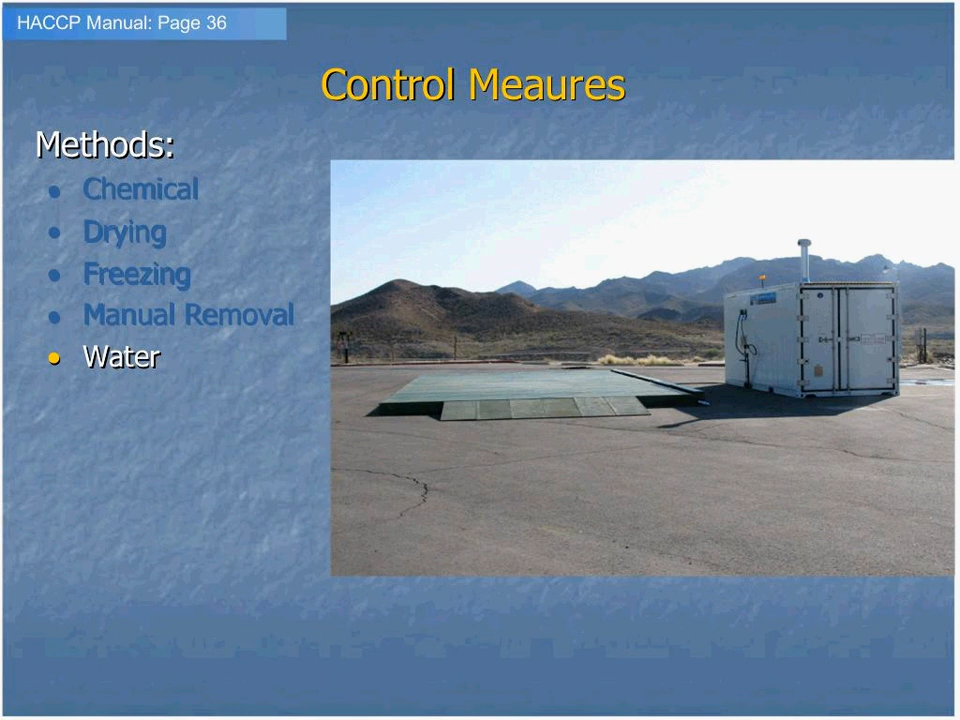 HACCP Manual: Page 36
Control Meaures
Methods:
• Chemical
• Drying
• Freezing
• Manual Removal
• Water